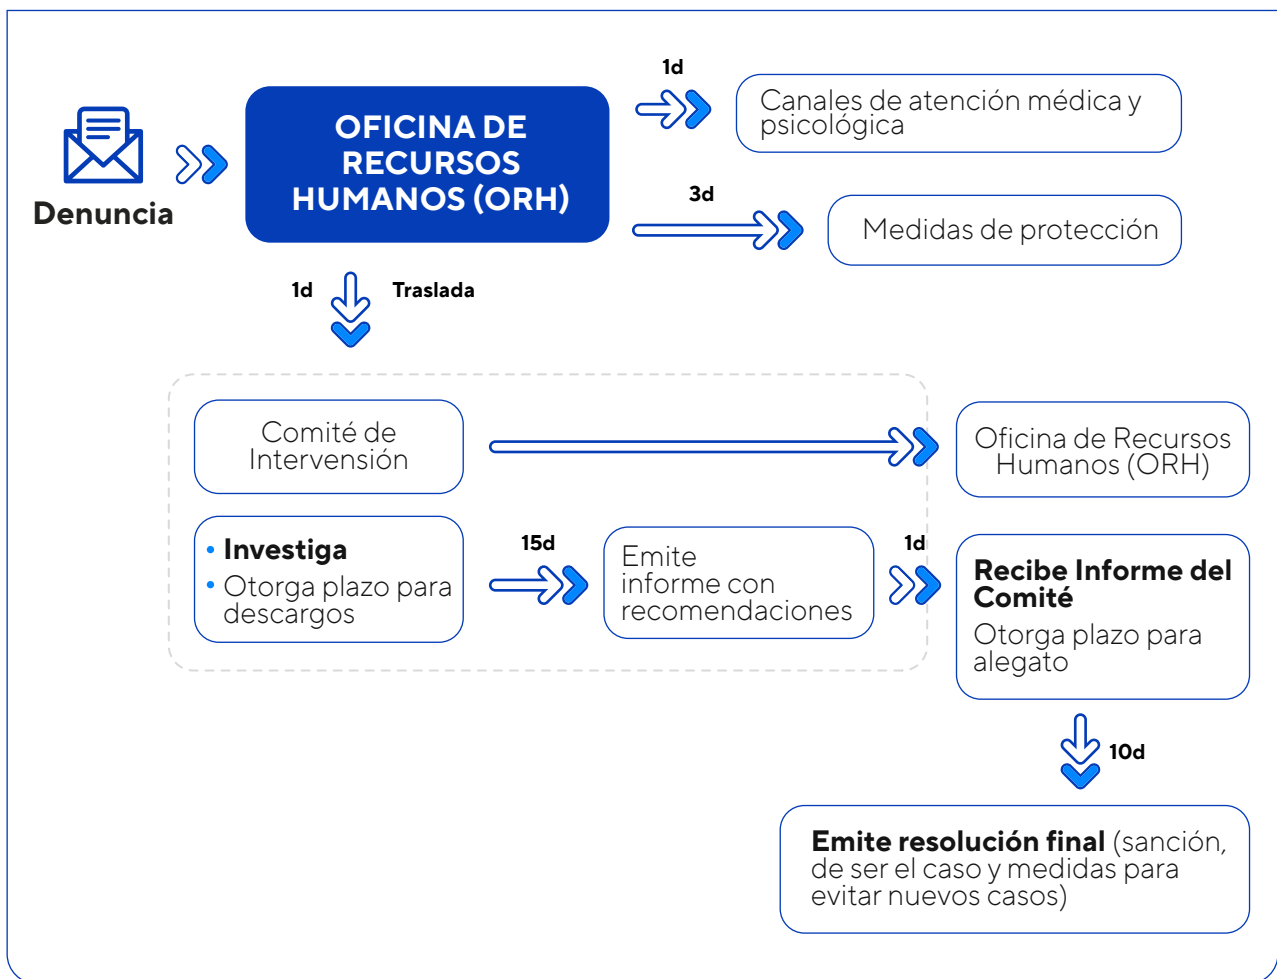 Denuncia
OFICINA DE
RECURSOS
HUMANOS (ORH)
1d
Canales de atención médica y
psicológica
3d
Medidas de protección
1d
Traslada
Comité de
Intervensión
Oficina de Recursos
Humanos (ORH)
• Investiga
• Otorga plazo para
descargos
15d
Emite
informe con
recomendaciones
1d
Recibe Informe del
Comité
Otorga plazo para
alegato
10d
Emite resolución final (sanción,
de ser el caso y medidas para
evitar nuevos casos)